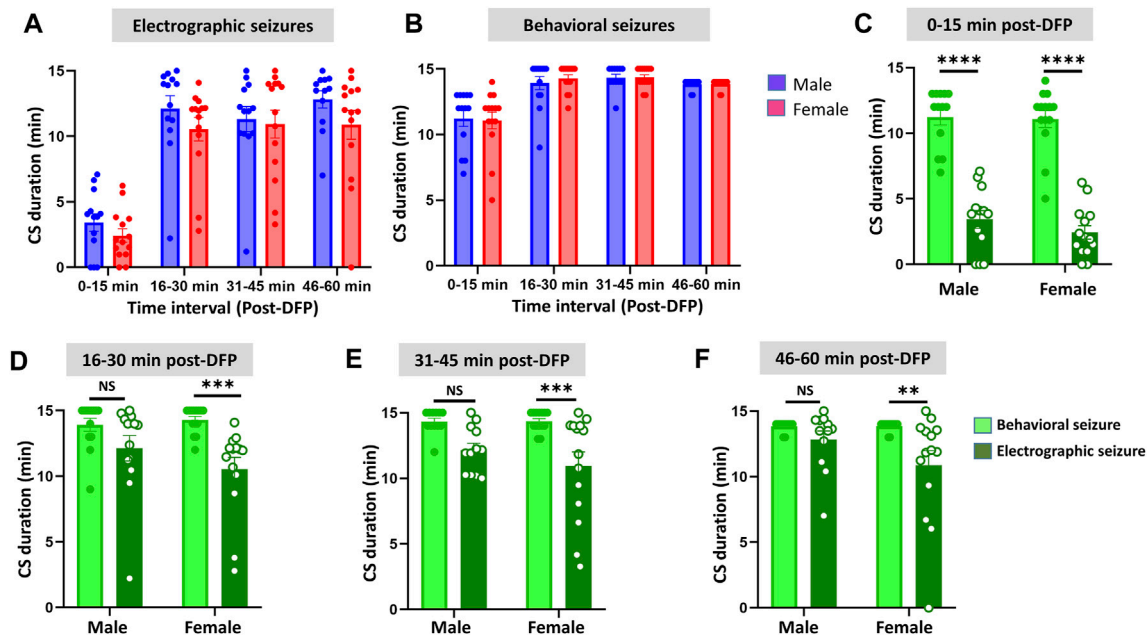 A
Electrographic seizures
CS duration (min)
15
10
5
0
0-15 min
16-30 min
31-45 min
46-60 min
Time interval (Post-DFP)
B
Behavioral seizures
CS duration (min)
15
10
5
0
0-15 min
16-30 min
31-45 min
46-60 min
Time interval (Post-DFP)
Male
Female
C
0-15 min post-DFP
CS duration (min)
15
10
5
0
****
****
Male
Female
D
16-30 min post-DFP
CS duration (min)
15
10
5
0
NS
***
Male
Female
E
31-45 min post-DFP
CS duration (min)
15
10
5
0
NS
***
Male
Female
F
46-60 min post-DFP
CS duration (min)
15
10
5
0
NS
**
Male
Female
Behavioral seizure
Electrographic seizure